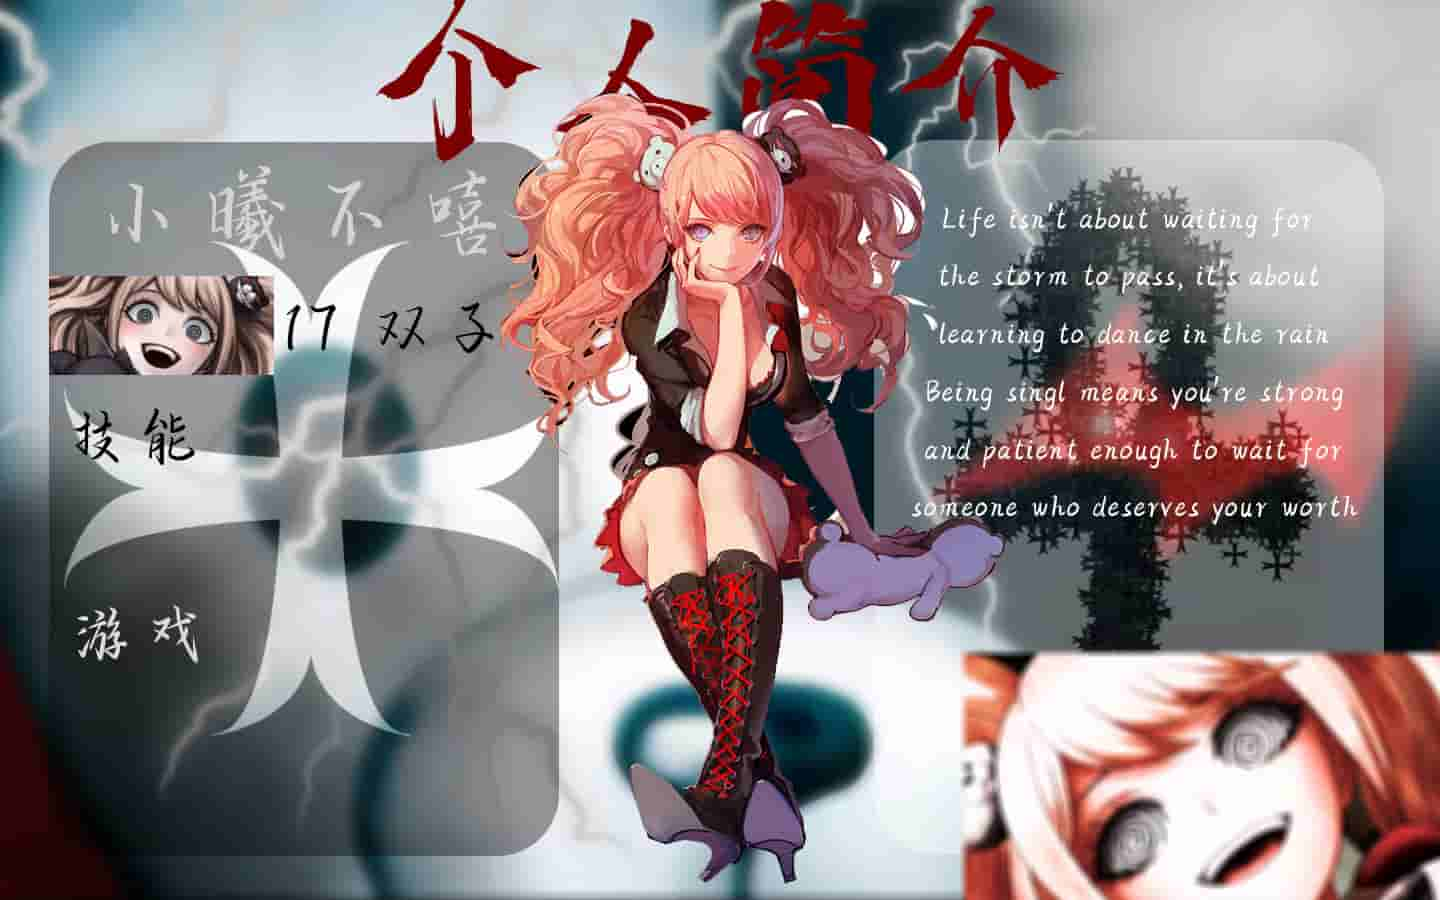 个人简介
小曦不嘻
17 双子
技能
游戏
Life isn't about waiting for
the storm to pass, it's about
learning to dance in the rain
Being singl means you're strong
and patient enough to wait for
someone who deserves your worth